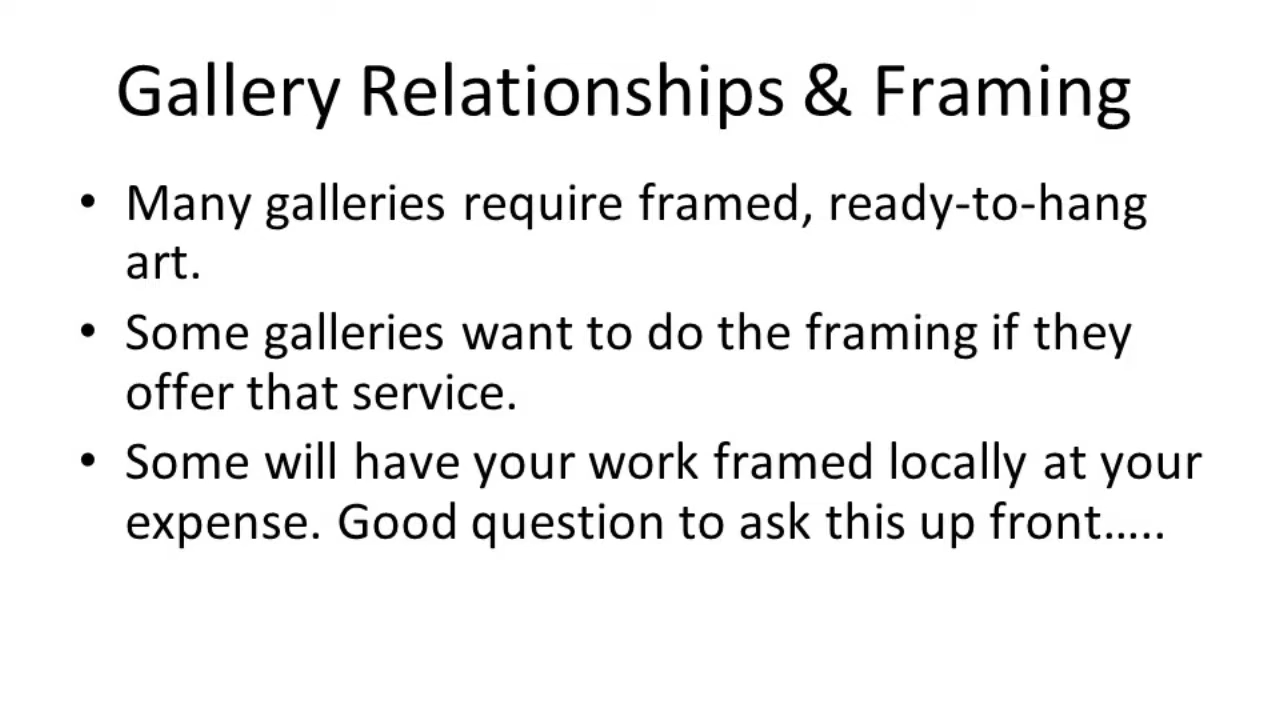 Gallery Relationships & Framing
• Many galleries require framed, ready-to-hang
art.
• Some galleries want to do the framing if they
offer that service.
• Some will have your work framed locally at your
expense. Good question to ask this up front…..